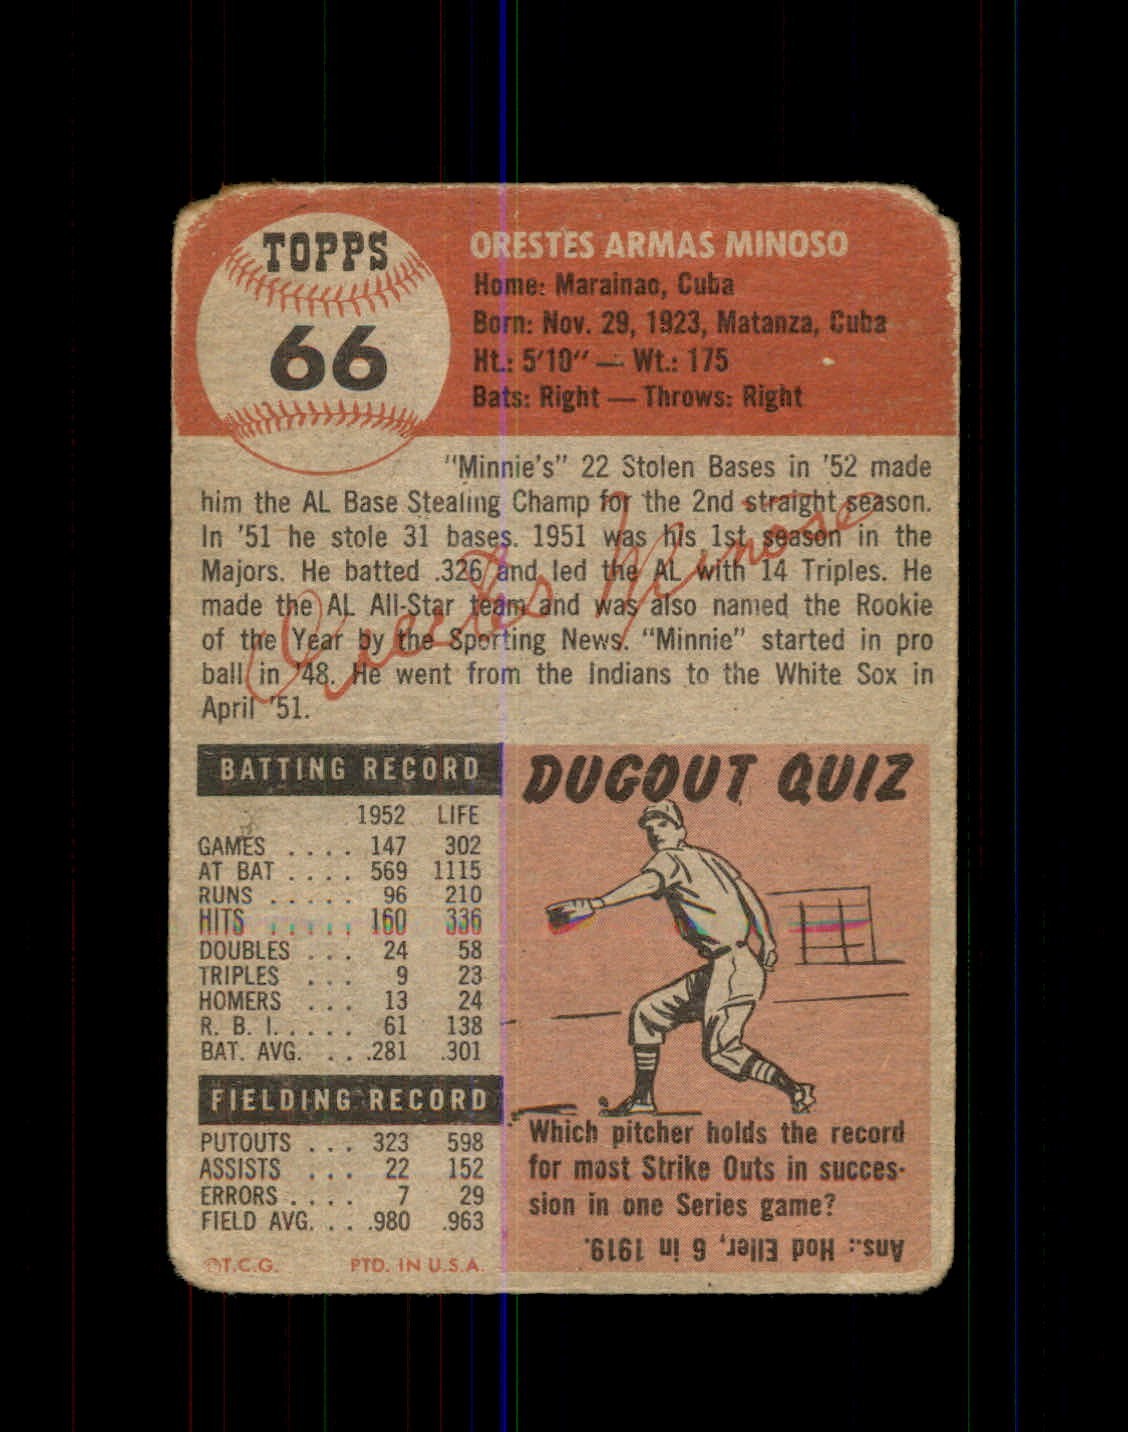 TOPPS
66
ORESTES ARMAS MINOSO
Home: Marainao, Cuba
Born: Nov. 29, 1923, Matanza, Cuba
Ht.: 5'10" — Wt.: 175
Bats: Right — Throws: Right
"Minnie's" 22 Stolen Bases in '52 made
him the AL Base Stealing Champ for the 2nd straight season.
In '51 he stole 31 bases. 1951 was his 1st season in the
Majors. He batted .326 and led the AL with 14 Triples. He
made the AL All-Star team and was also named the Rookie
of the Year by the Sporting News. "Minnie" started in pro
ball in '48. He went from the Indians to the White Sox in
April '51.
Orestes Minoso
BATTING RECORD
1952 LIFE
GAMES . . . . 147 302
AT BAT . . . . 569 1115
RUNS . . . . . 96 210
HITS . . . . . 160 336
DOUBLES . . . 24 58
TRIPLES . . . 9 23
HOMERS . . . 13 24
R. B. I. . . . . 61 138
BAT. AVG. . . .281 .301
FIELDING RECORD
PUTOUTS . . . 323 598
ASSISTS . . . 22 152
ERRORS . . . . 7 29
FIELD AVG. . . .980 .963
©T.C.G. PTD. IN U.S.A.
DUGOUT QUIZ
Which pitcher holds the record
for most Strike Outs in succes-
sion in one Series game?
Ans.: Hod Eller, 6 in 1919.